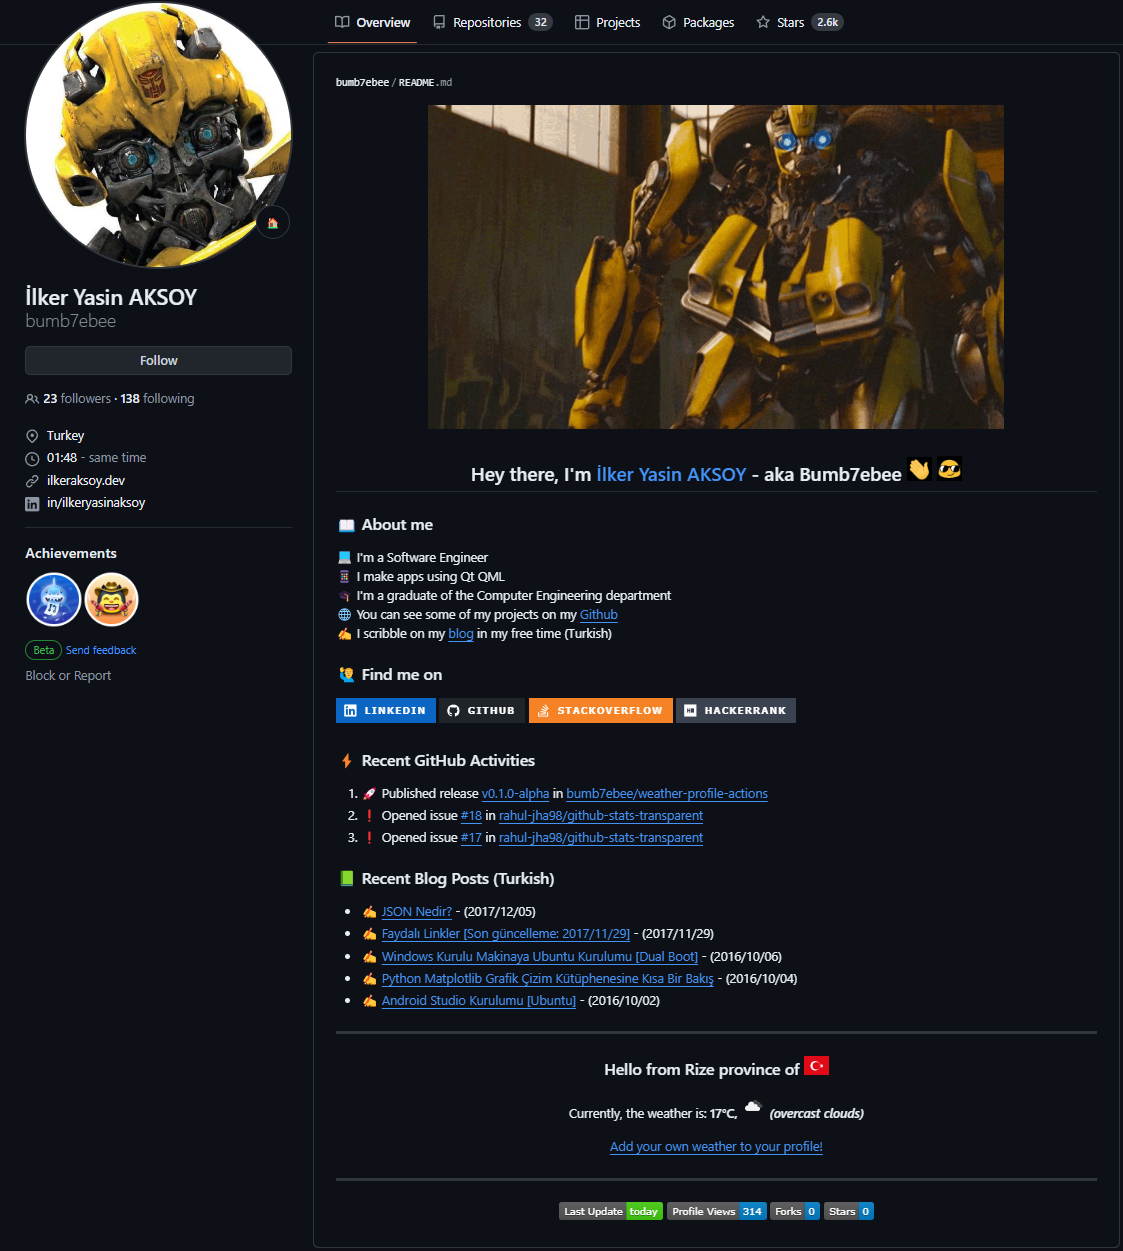 Overview Repositories 32 Projects Packages Stars 2.6k
İlker Yasin AKSOY
bumb7ebee
Follow
23 followers · 138 following
Turkey
01:48 - same time
ilkeraksoy.dev
in/ilkeryasinaksoy
Achievements
Beta Send feedback
Block or Report
bumb7ebee/README.md
Hey there, I'm İlker Yasin AKSOY - aka Bumb7ebee 👋 😎
📖 About me
💻 I'm a Software Engineer
📱 I make apps using Qt QML
🎓 I'm a graduate of the Computer Engineering department
🌐 You can see some of my projects on my Github
✍ I scribble on my blog in my free time (Turkish)
🙋‍♂️ Find me on
LINKEDIN GITHUB STACKOVERFLOW HACKERRANK
⚡ Recent GitHub Activities
1. 🚀 Published release v0.1.0-alpha in bumb7ebee/weather-profile-actions
2. ❗ Opened issue #18 in rahul-jha98/github-stats-transparent
3. ❗ Opened issue #17 in rahul-jha98/github-stats-transparent
📗 Recent Blog Posts (Turkish)
• ✍ JSON Nedir? - (2017/12/05)
• ✍ Faydalı Linkler [Son güncelleme: 2017/11/29] - (2017/11/29)
• ✍ Windows Kurulu Makinaya Ubuntu Kurulumu [Dual Boot] - (2016/10/06)
• ✍ Python Matplotlib Grafik Çizim Kütüphenesine Kısa Bir Bakış - (2016/10/04)
• ✍ Android Studio Kurulumu [Ubuntu] - (2016/10/02)
Hello from Rize province of 🇹🇷
Currently, the weather is: 17°C, (overcast clouds)
Add your own weather to your profile!
Last Update today Profile Views 314 Forks 0 Stars 0